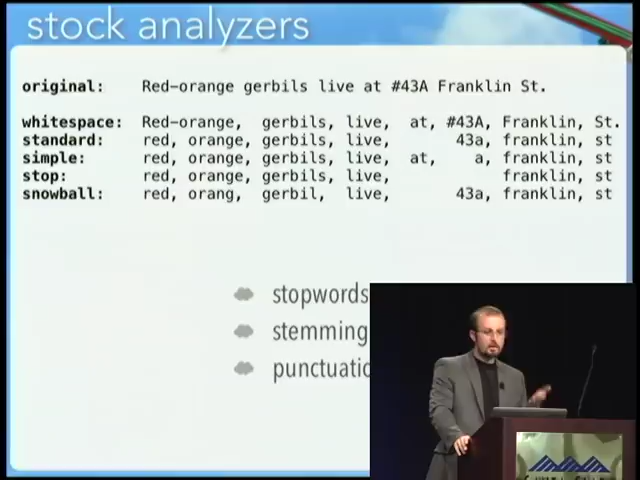 stock analyzers
original: Red-orange gerbils live at #43A Franklin St.
whitespace: Red-orange, gerbils, live, at, #43A, Franklin, St.
standard: red, orange, gerbils, live, 43a, franklin, st
simple: red, orange, gerbils, live, at, a, franklin, st
stop: red, orange, gerbils, live, franklin, st
snowball: red, orang, gerbil, live, 43a, franklin, st
stopwords
stemming
punctuatio